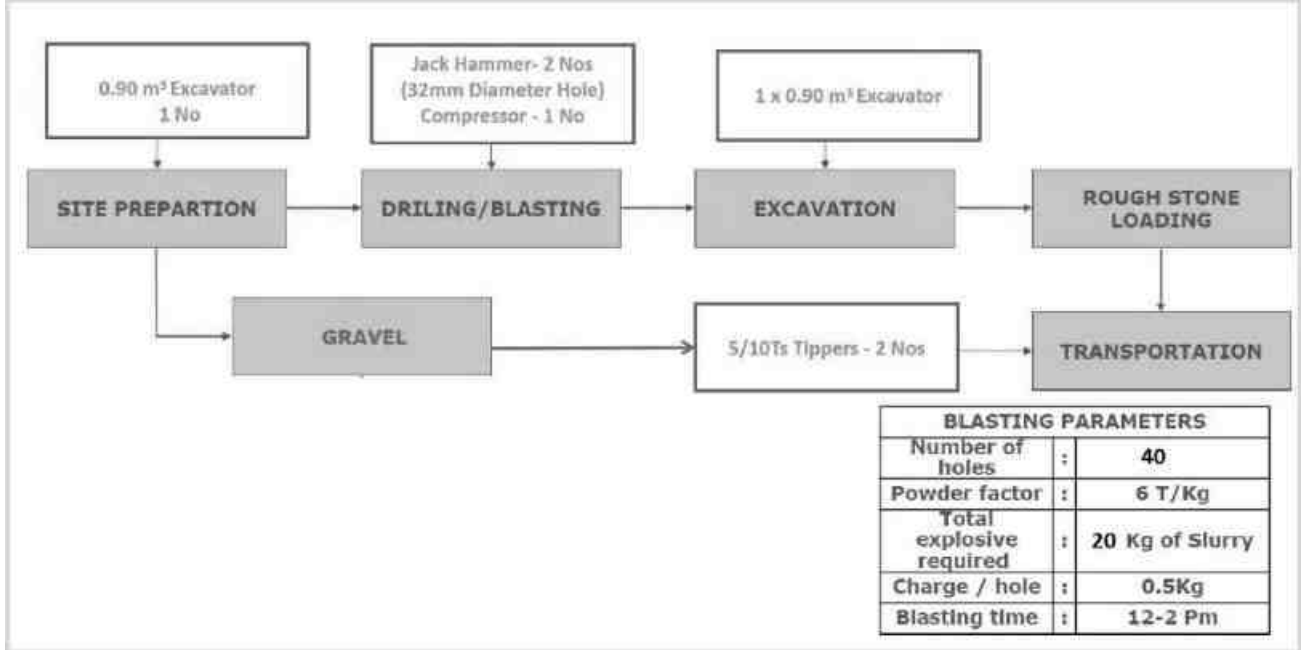 0.90 m³ Excavator
1 No
Jack Hammer- 2 Nos
(32mm Diameter Hole)
Compressor - 1 No
1 x 0.90 m³ Excavator
SITE PREPARTION
DRILING/BLASTING
EXCAVATION
ROUGH STONE
LOADING
GRAVEL
5/10Ts Tippers - 2 Nos
TRANSPORTATION
BLASTING PARAMETERS
Number of
holes : 40
Powder factor : 6 T/Kg
Total
explosive
required : 20 Kg of Slurry
Charge / hole : 0.5Kg
Blasting time : 12-2 Pm